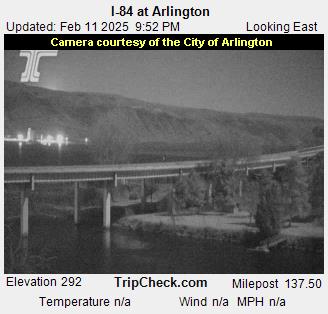 I-84 at Arlington
Updated: Feb 11 2025 9:52 PM Looking East
Camera courtesy of the City of Arlington
Elevation 292 TripCheck.com Milepost 137.50
Temperature n/a Wind n/a MPH n/a